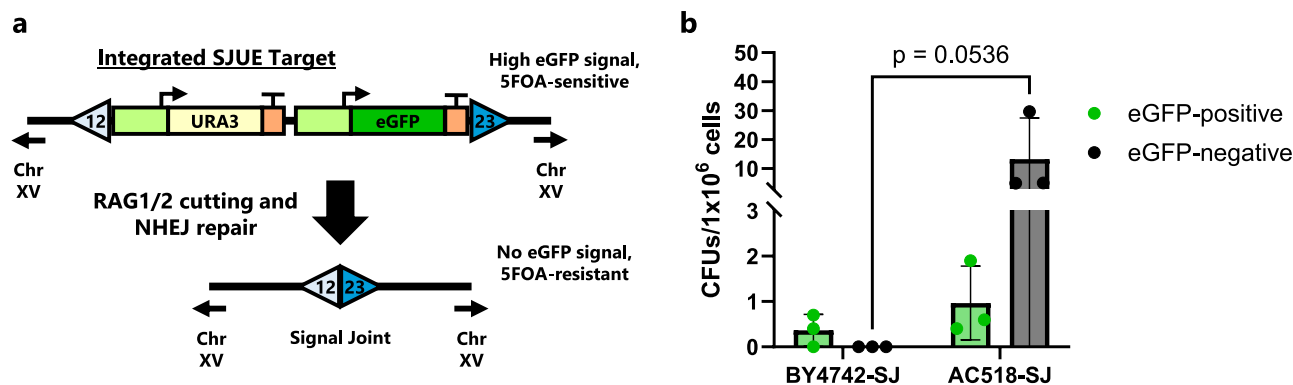 a
Integrated SJUE Target
High eGFP signal,
5FOA-sensitive
12
URA3
eGFP
23
Chr
XV
Chr
XV
RAG1/2 cutting and
NHEJ repair
No eGFP signal,
5FOA-resistant
12
23
Chr
XV
Signal Joint
Chr
XV
b
CFUs/1x10⁶ cells
50
40
30
20
10
3
2
1
0
p = 0.0536
BY4742-SJ
AC518-SJ
eGFP-positive
eGFP-negative